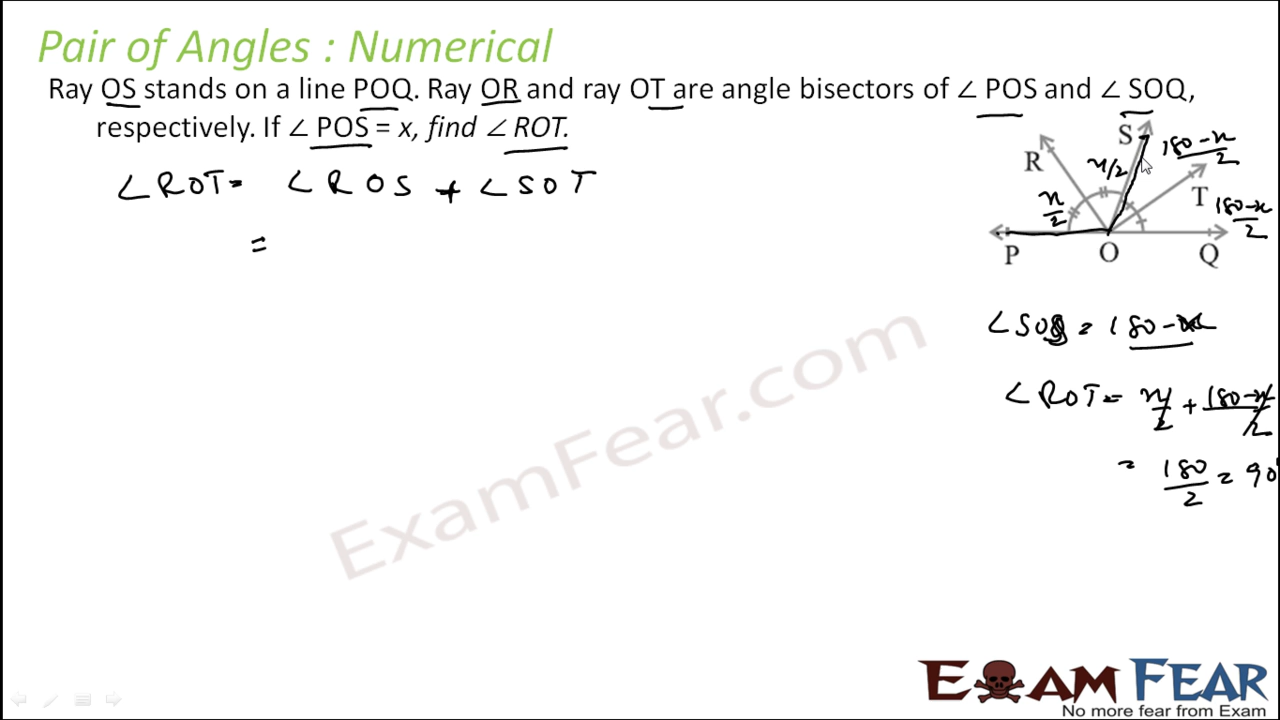 Pair of Angles : Numerical
Ray OS stands on a line POQ. Ray OR and ray OT are angle bisectors of ∠ POS and ∠ SOQ,
respectively. If ∠ POS = x, find ∠ ROT.
∠ROT = ∠ROS + ∠SOT
=
S
R
T
P
O
Q
x/2
x/2
180-x/2
180-x/2
∠SOQ = 180-x
∠ROT = x/2 + 180-x/2
= 180/2 = 90°
ExamFear.com
EXAM FEAR
No more fear from Exam